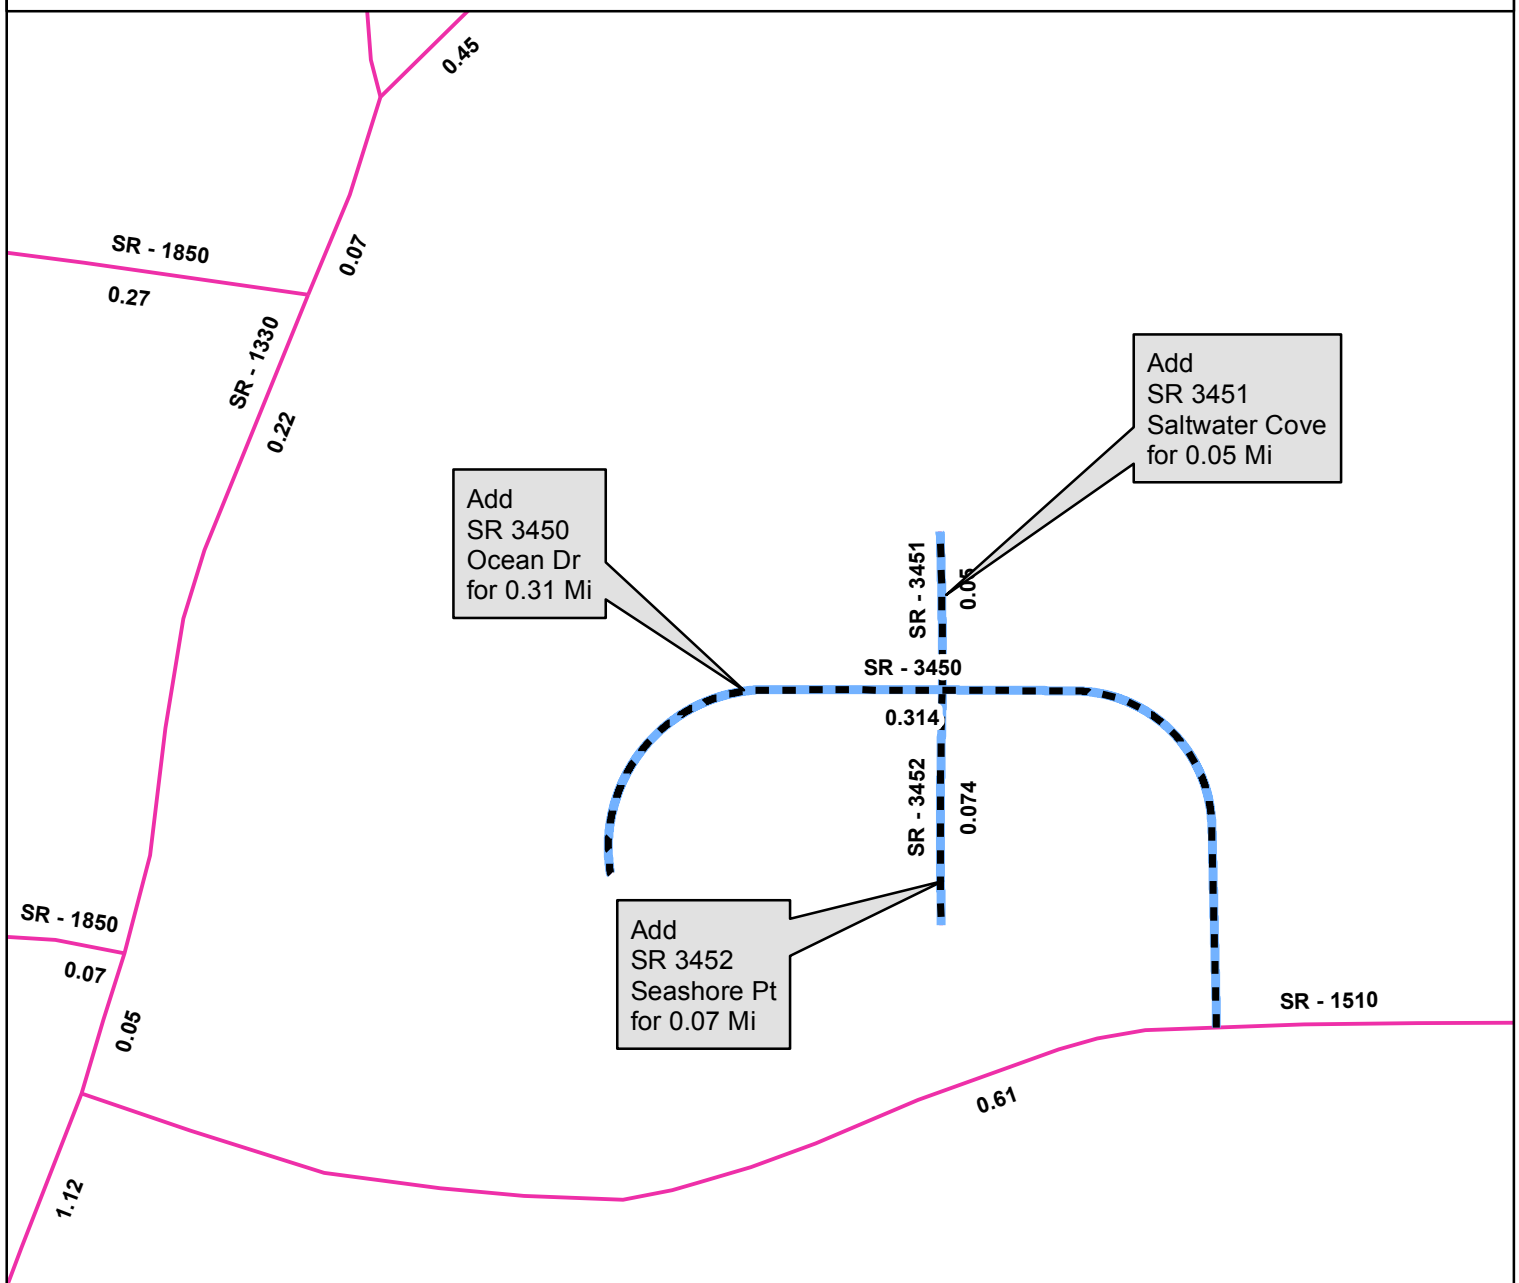 0.45
0.07
SR - 1850
0.27
SR - 1330
0.22
Add
SR 3451
Saltwater Cove
for 0.05 Mi
Add
SR 3450
Ocean Dr
for 0.31 Mi
SR - 3451
0.05
SR - 3450
0.314
SR - 3452
0.074
Add
SR 3452
Seashore Pt
for 0.07 Mi
SR - 1850
0.07
0.05
SR - 1510
0.61
1.12